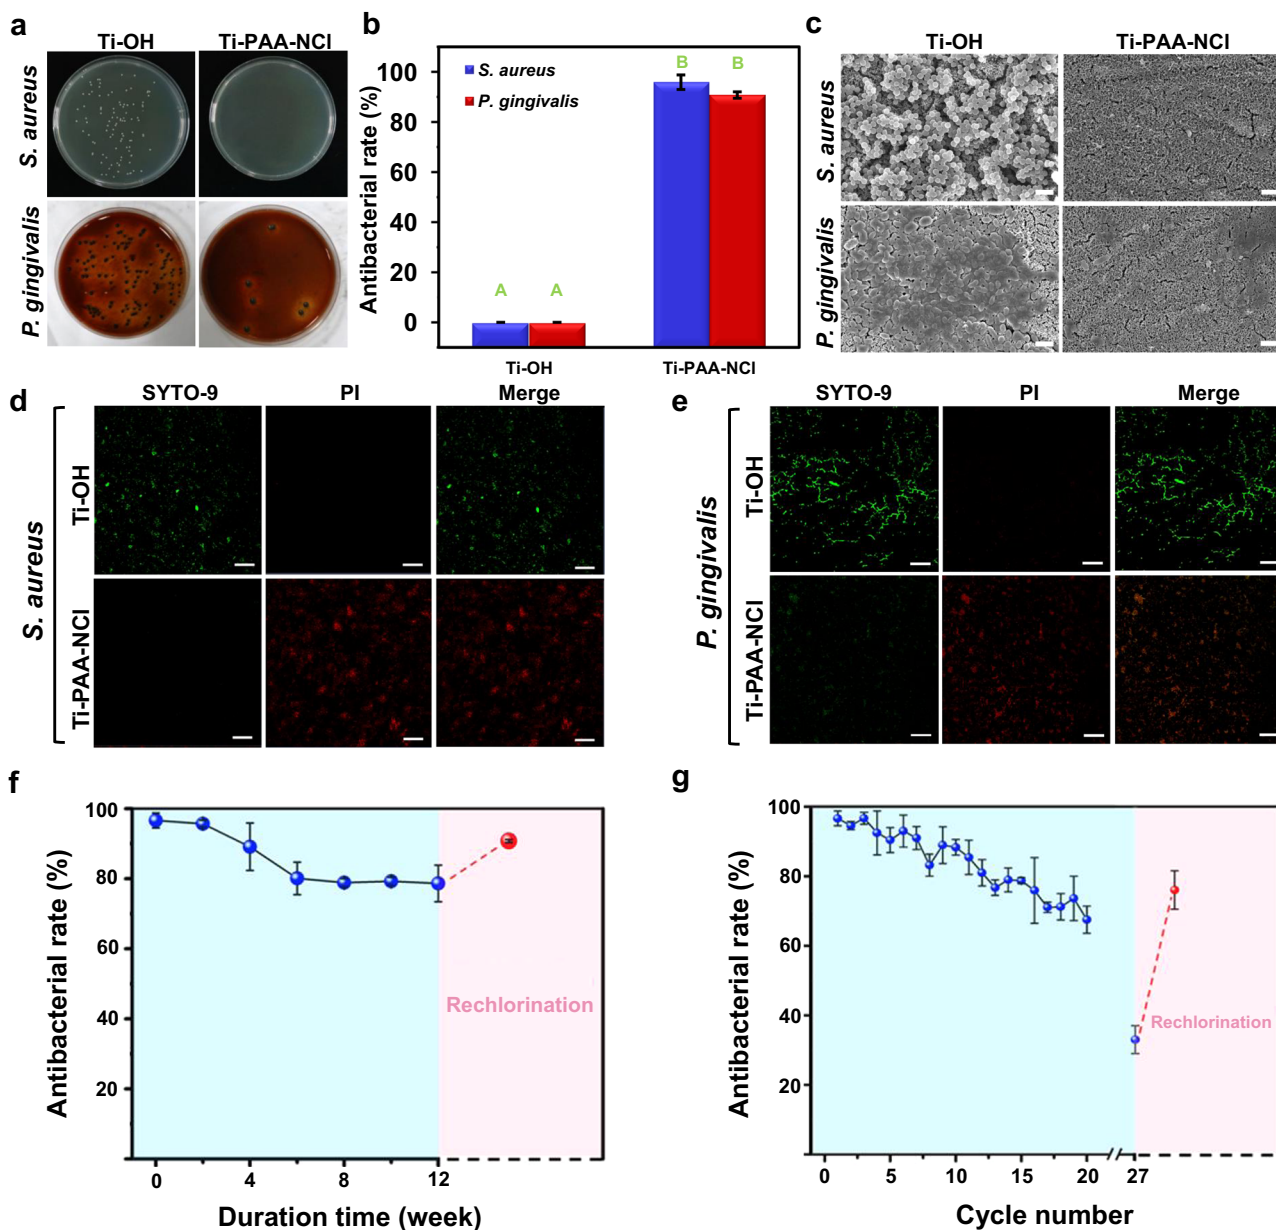 a
Ti-OH
Ti-PAA-NCl
S. aureus
P. gingivalis
b
Antibacterial rate (%)
100
80
60
40
20
0
S. aureus
P. gingivalis
A
A
B
B
Ti-OH
Ti-PAA-NCl
c
Ti-OH
Ti-PAA-NCl
S. aureus
P. gingivalis
d
SYTO-9
PI
Merge
S. aureus
Ti-OH
Ti-PAA-NCl
e
SYTO-9
PI
Merge
P. gingivalis
Ti-OH
Ti-PAA-NCl
f
Antibacterial rate (%)
100
80
60
40
20
Rechlorination
0
4
8
12
Duration time (week)
g
Antibacterial rate (%)
100
80
60
40
20
Rechlorination
0
5
10
15
20
27
Cycle number